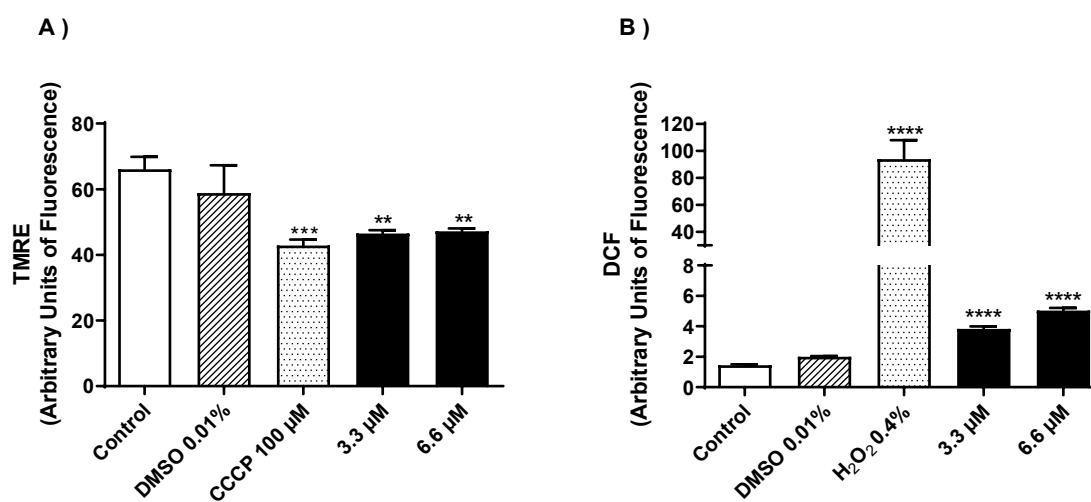 A )
TMRE
(Arbitrary Units of Fluorescence)
80
60
40
20
0
***
**
**
Control
DMSO 0.01%
CCCP 100 µM
3.3 µM
6.6 µM
B )
DCF
(Arbitrary Units of Fluorescence)
120
100
80
60
40
8
6
4
2
0
****
****
****
Control
DMSO 0.01%
H₂O₂ 0.4%
3.3 µM
6.6 µM